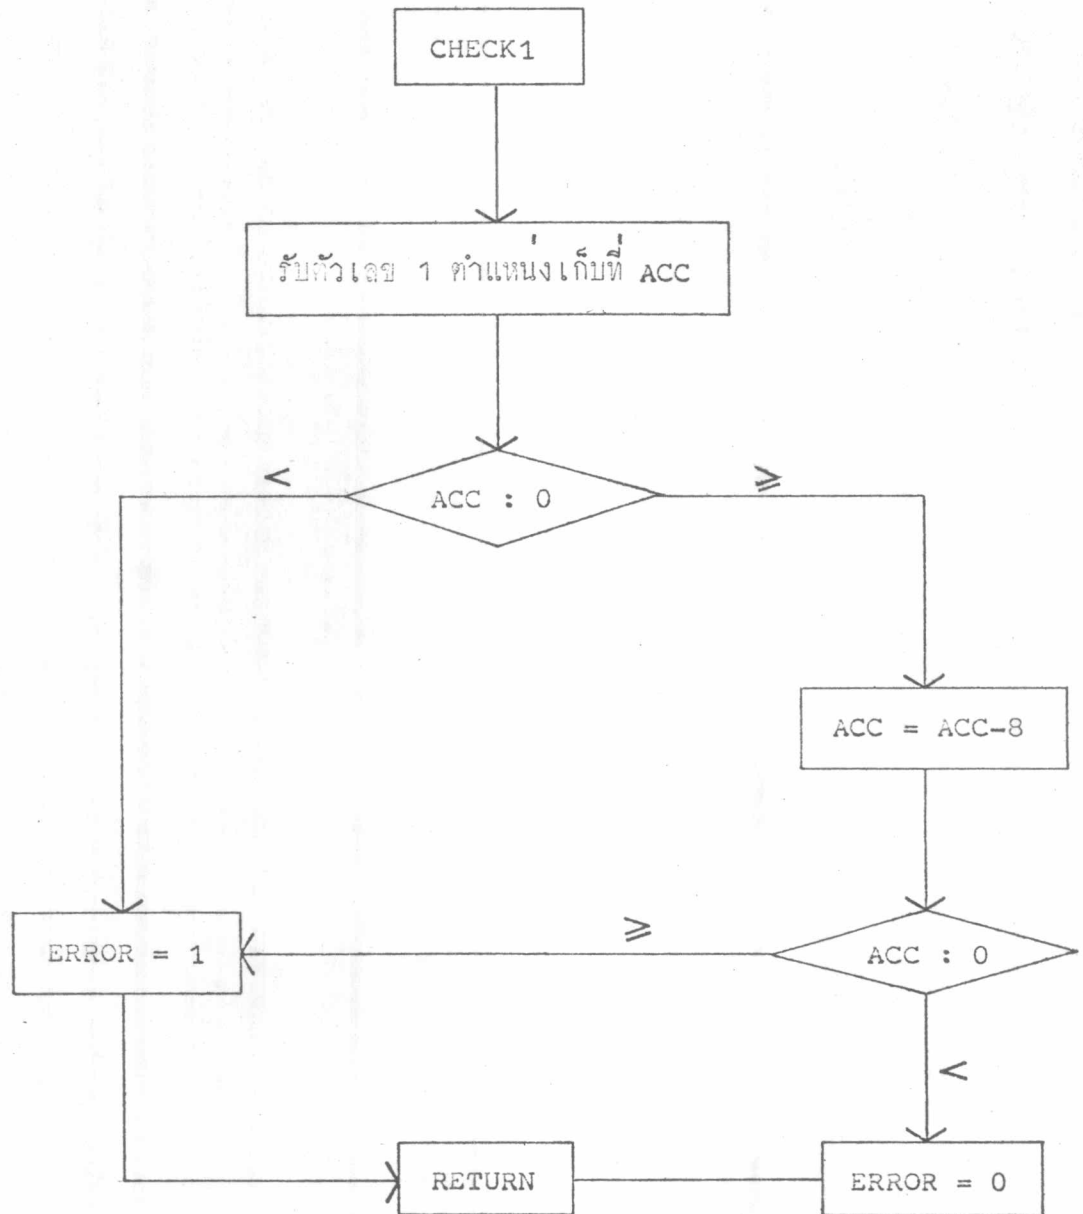 CHECK1
รับตัวเลข 1 ตำแหน่งเก็บที่ ACC
< ACC : 0 ⩾
ACC = ACC-8
ERROR = 1 ⩾ ACC : 0
<
RETURN ERROR = 0